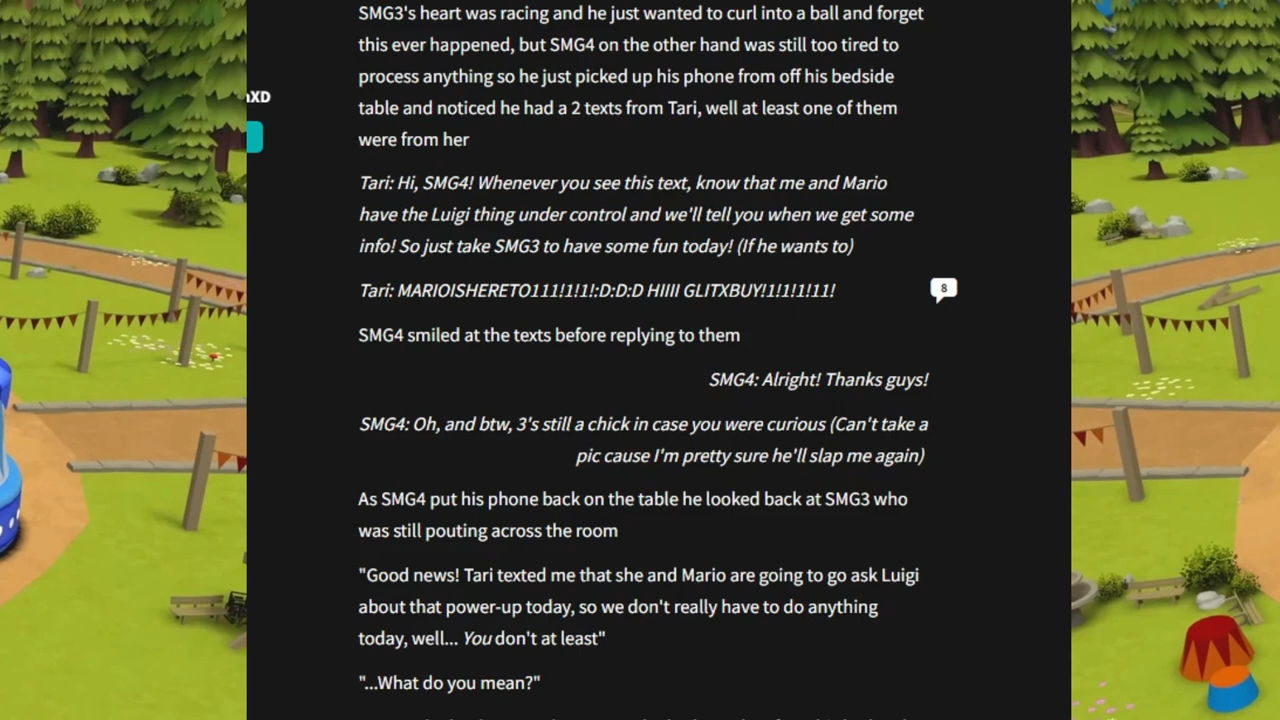 SMG3's heart was racing and he just wanted to curl into a ball and forget
this ever happened, but SMG4 on the other hand was still too tired to
process anything so he just picked up his phone from off his bedside
table and noticed he had a 2 texts from Tari, well at least one of them
were from her
Tari: Hi, SMG4! Whenever you see this text, know that me and Mario
have the Luigi thing under control and we'll tell you when we get some
info! So just take SMG3 to have some fun today! (If he wants to)
Tari: MARIOISHERETO111!1!1!:D:D:D HIIII GLITXBUY!1!1!1!11!
8
SMG4 smiled at the texts before replying to them
SMG4: Alright! Thanks guys!
SMG4: Oh, and btw, 3's still a chick in case you were curious (Can't take a
pic cause I'm pretty sure he'll slap me again)
As SMG4 put his phone back on the table he looked back at SMG3 who
was still pouting across the room
"Good news! Tari texted me that she and Mario are going to go ask Luigi
about that power-up today, so we don't really have to do anything
today, well... You don't at least"
"...What do you mean?"